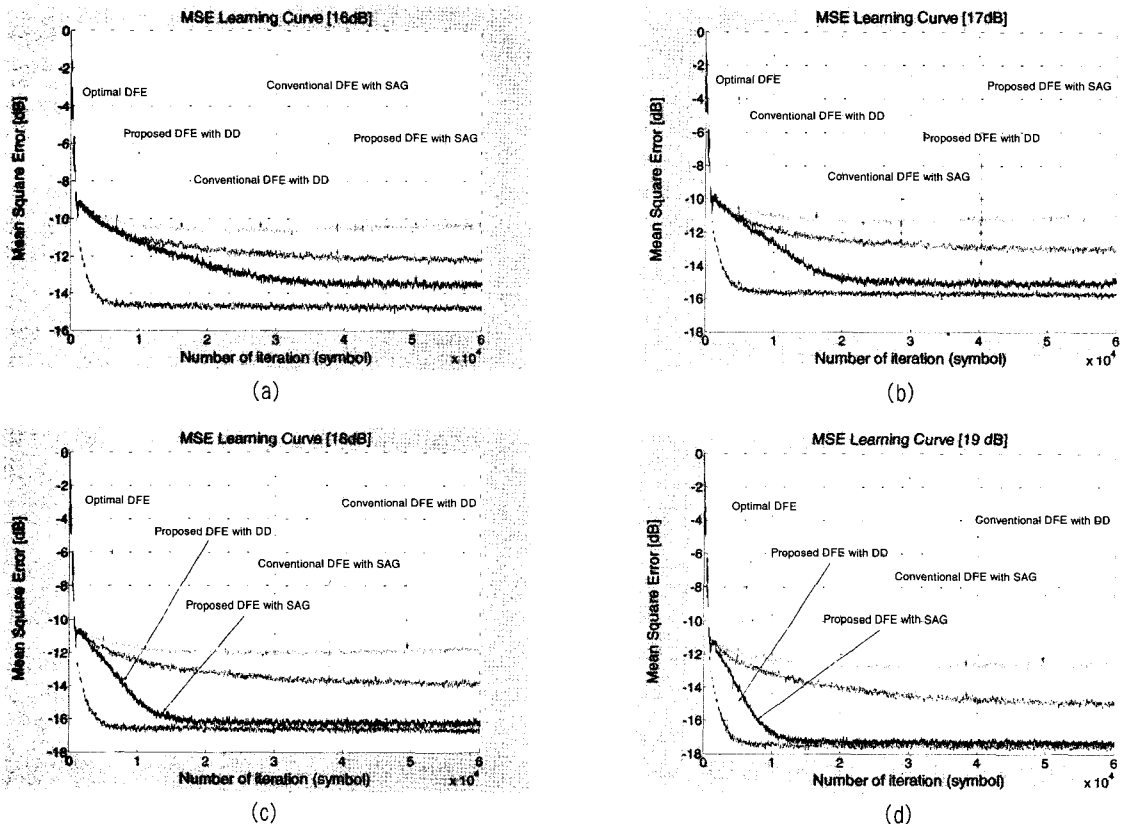 MSE Learning Curve [16dB]
0
-2
-4
-6
-8
-10
-12
-14
-16
Mean Square Error [dB]
Optimal DFE
Conventional DFE with SAG
Proposed DFE with DD
Proposed DFE with SAG
Conventional DFE with DD
0 1 2 3 4 5 6
Number of iteration (symbol)
x 10^4
(a)
MSE Learning Curve [17dB]
0
-2
-4
-6
-8
-10
-12
-14
-16
-18
Mean Square Error [dB]
Optimal DFE
Proposed DFE with SAG
Conventional DFE with DD
Proposed DFE with DD
Conventional DFE with SAG
0 1 2 3 4 5 6
Number of iteration (symbol)
x 10^4
(b)
MSE Learning Curve [18dB]
0
-2
-4
-6
-8
-10
-12
-14
-16
-18
Mean Square Error [dB]
Optimal DFE
Conventional DFE with DD
Proposed DFE with DD
Conventional DFE with SAG
Proposed DFE with SAG
0 1 2 3 4 5 6
Number of iteration (symbol)
x 10^4
(c)
MSE Learning Curve [19 dB]
0
-2
-4
-6
-8
-10
-12
-14
-16
-18
Mean Square Error [dB]
Optimal DFE
Conventional DFE with DD
Proposed DFE with DD
Conventional DFE with SAG
Proposed DFE with SAG
0 1 2 3 4 5 6
Number of iteration (symbol)
x 10^4
(d)